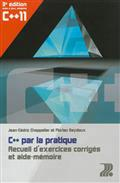 3e édition
C++11
Jean-Cédric Chappelier et Florian Seydoux
C++ par la pratique
Recueil d'exercices corrigés
et aide-mémoire